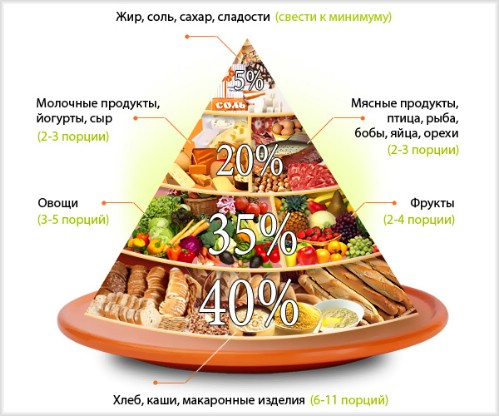 Жир, соль, сахар, сладости (свести к минимуму)
5%
СОЛЬ
Молочные продукты,
йогурты, сыр
(2-3 порции)
Мясные продукты,
птица, рыба,
бобы, яйца, орехи
(2-3 порции)
20%
Овощи
(3-5 порций)
Фрукты
(2-4 порции)
35%
40%
Хлеб, каши, макаронные изделия (6-11 порций)